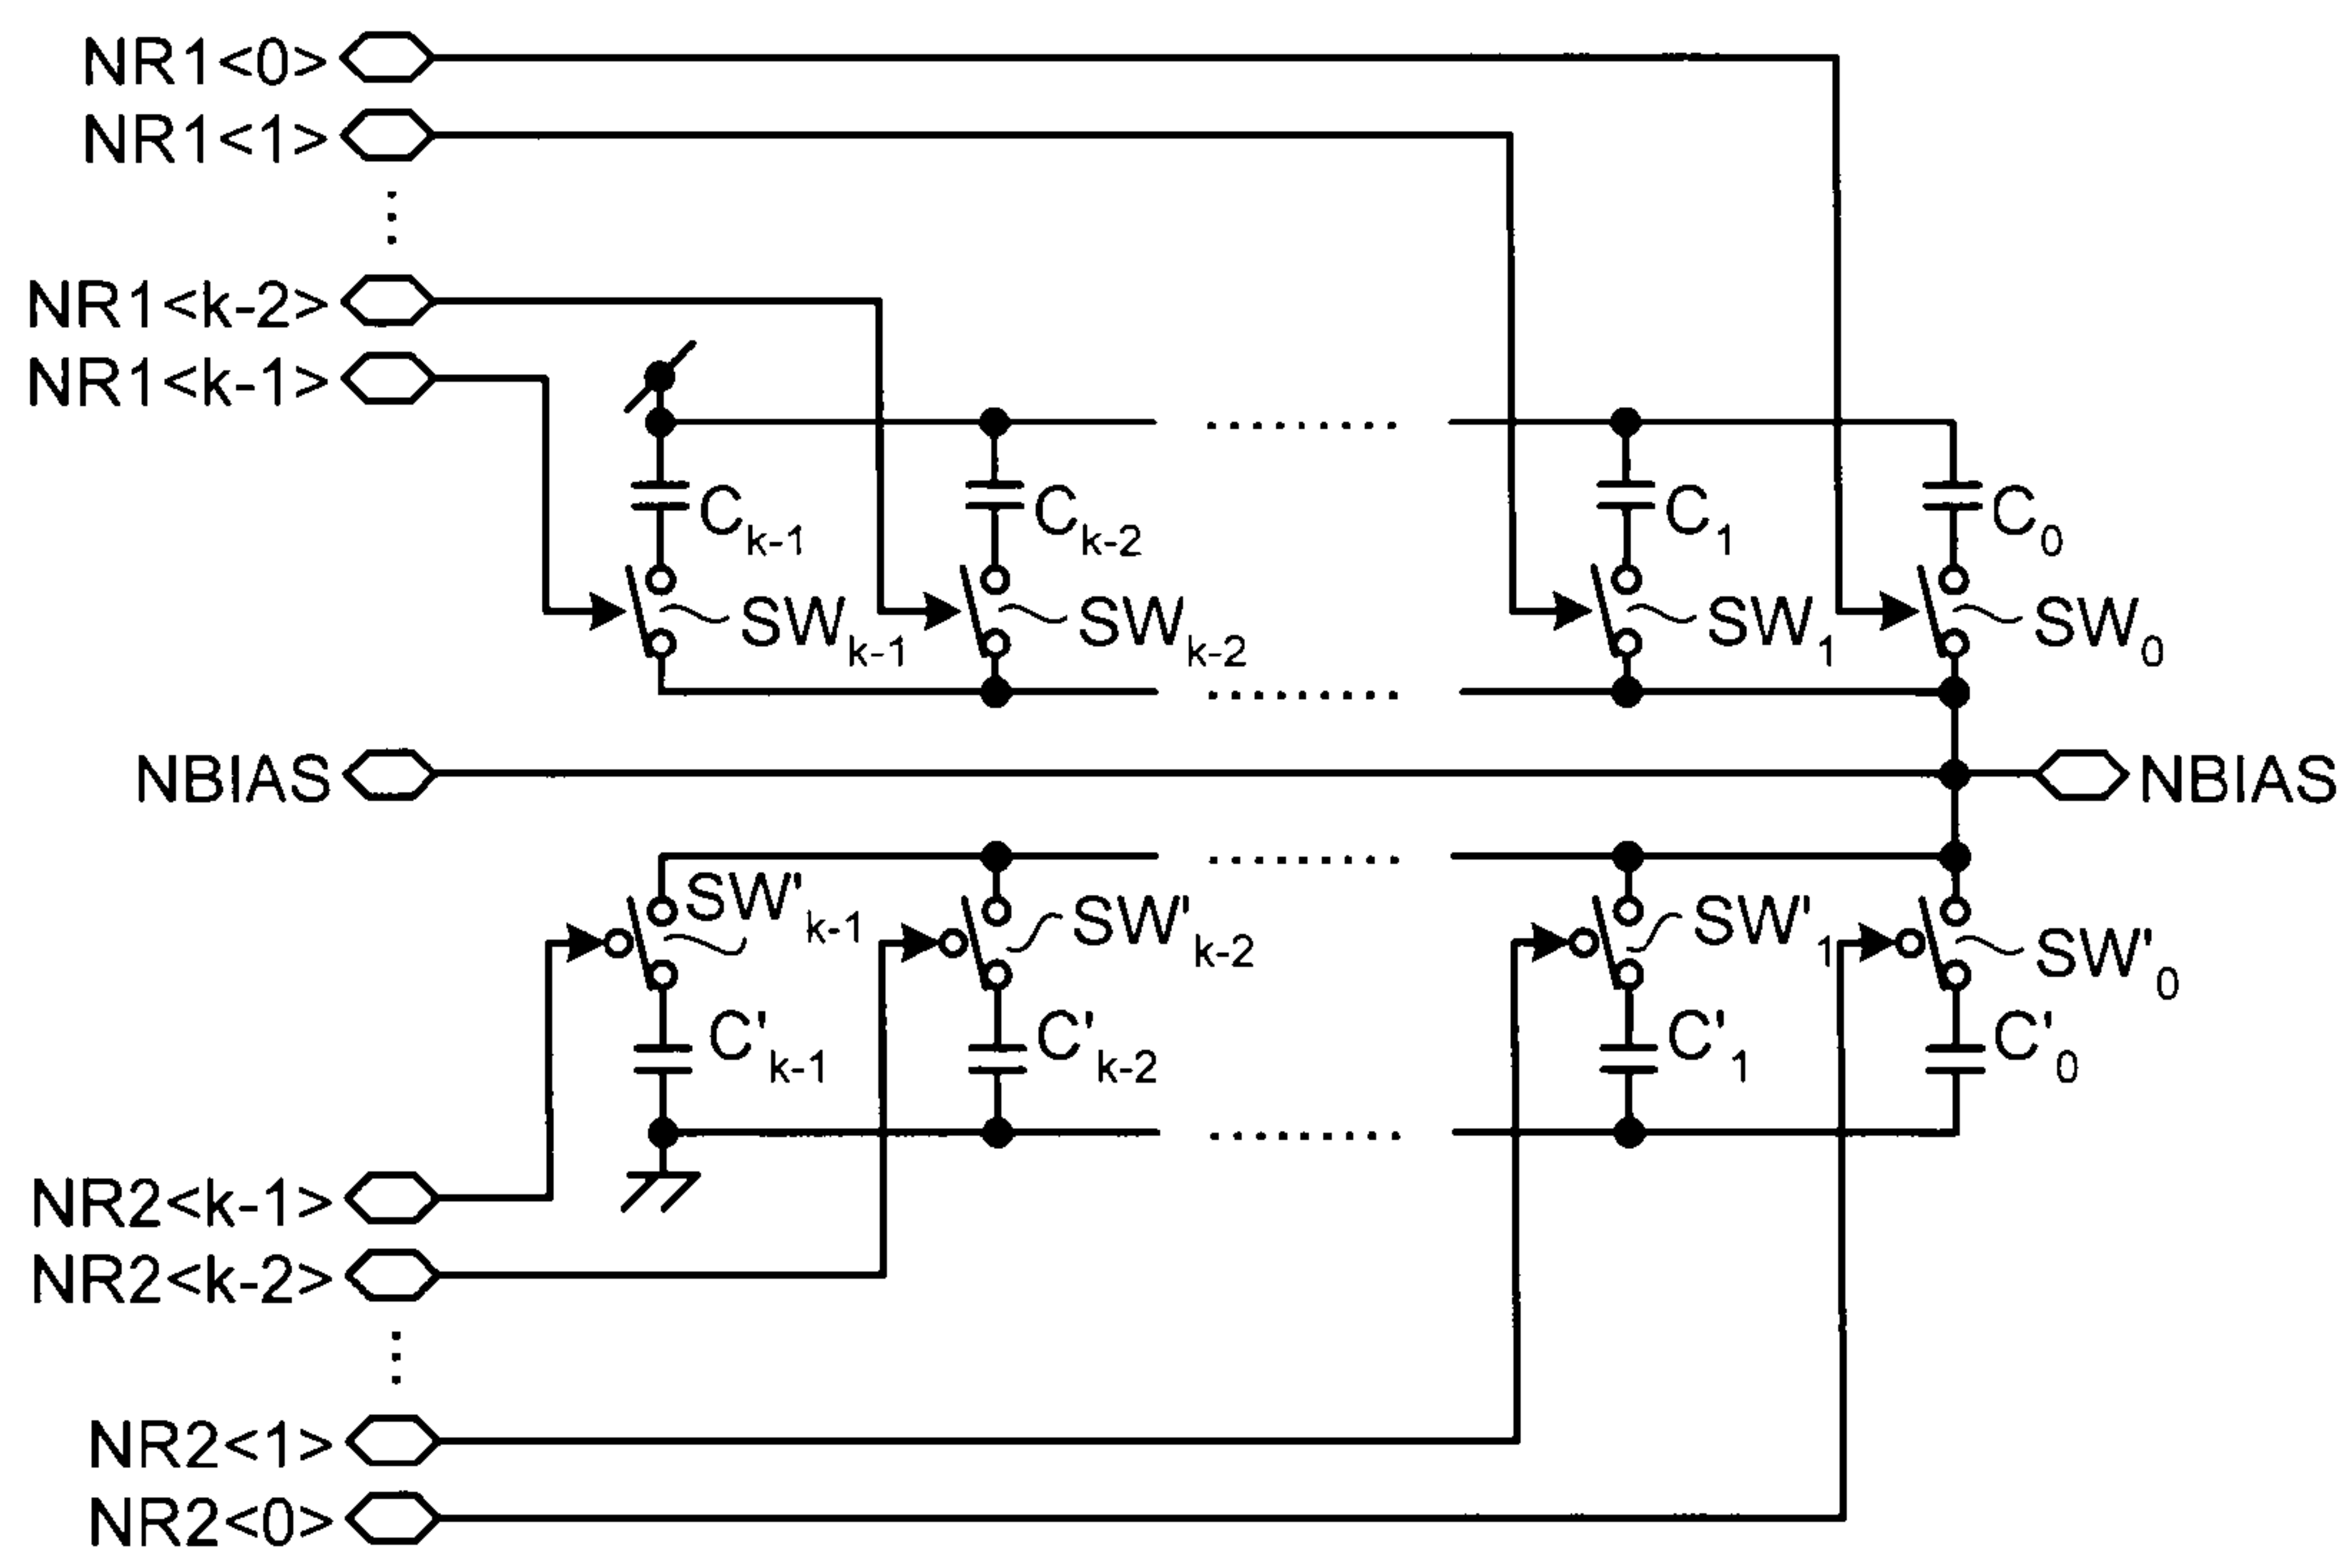 NR1<0>
NR1<1>
NR1<k-2>
NR1<k-1>
Ck-1
Ck-2
C1
C0
SWk-1
SWk-2
SW1
SW0
NBIAS
NBIAS
SW'k-1
SW'k-2
SW'1
SW'0
C'k-1
C'k-2
C'1
C'0
NR2<k-1>
NR2<k-2>
NR2<1>
NR2<0>